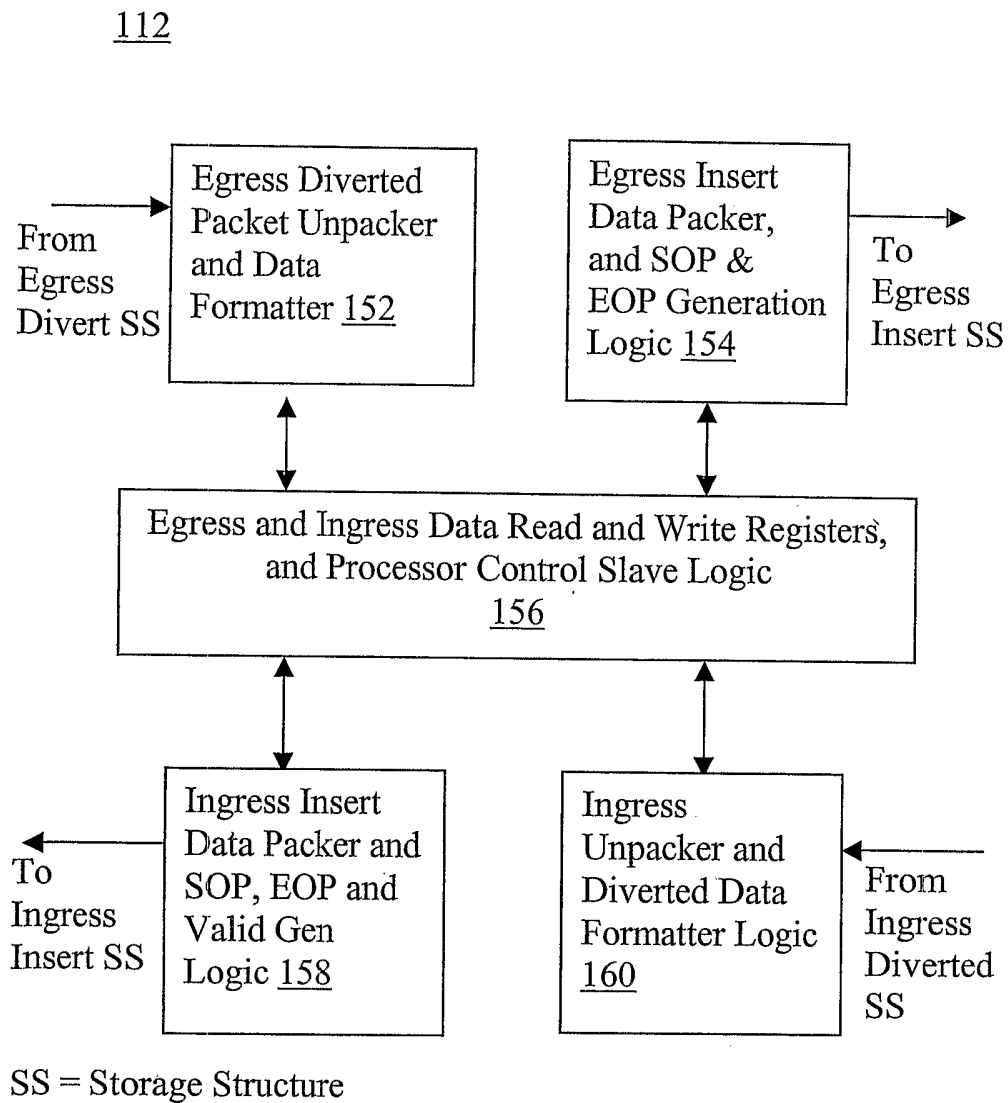 112
Egress Diverted
Packet Unpacker
and Data
Formatter 152
Egress Insert
Data Packer,
and SOP &
EOP Generation
Logic 154
From
Egress
Divert SS
To
Egress
Insert SS
Egress and Ingress Data Read and Write Registers,
and Processor Control Slave Logic
156
Ingress Insert
Data Packer and
SOP, EOP and
Valid Gen
Logic 158
Ingress
Unpacker and
Diverted Data
Formatter Logic
160
To
Ingress
Insert SS
From
Ingress
Diverted
SS
SS = Storage Structure